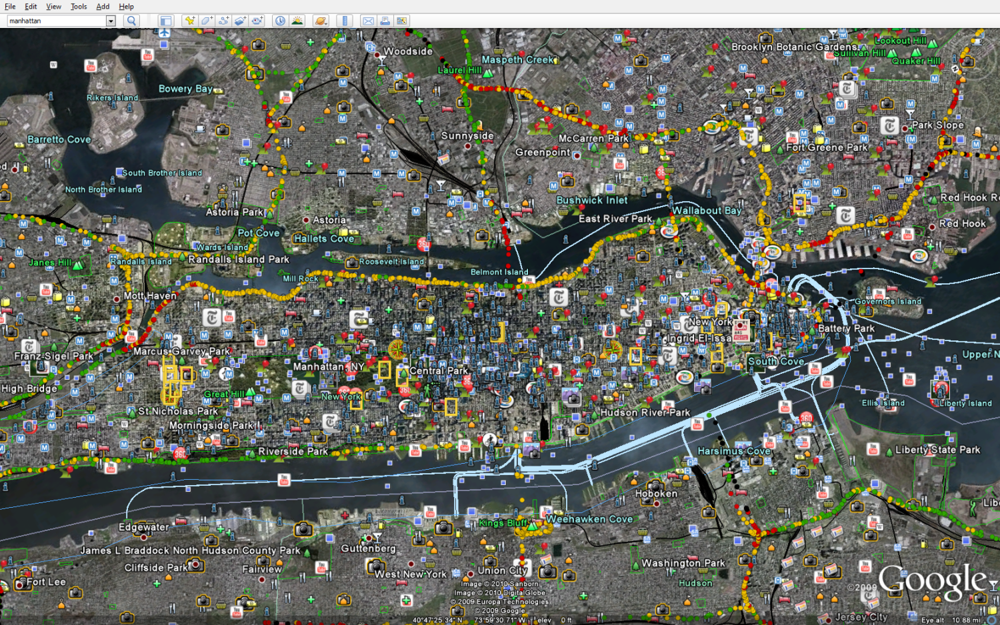 File Edit View Tools Add Help
manhattan
Woodside
Brooklyn Botanic Gardens
Lookout Hill
Sullivan Hill
Quaker Hill
Maspeth Creek
Laurel Hill
Bowery Bay
Rikers Island
Park Slope
Barretto Cove
Sunnyside
McCarren Park
Greenpoint
Fort Greene Park
South Brother Island
North Brother Island
Bushwick Inlet
Red Hook
Astoria Park
Astoria
East River Park
Wallabout Bay
Red Hook
Pot Cove
Hallets Cove
Wards Island
Randalls Island
Randalls Island Park
Roosevelt Island
Janes Hill
Mill Rock
Belmont Island
Mott Haven
Governors Island
New York
Battery Park
Ingrid El-Issa
Franz-Sigel Park
Marcus Garvey Park
Upper N
Manhattan, NY
Central Park
South Cove
High Bridge
Great Hill
New York
Ellis Island
Liberty Island
St Nicholas Park
Hudson River Park
Morningside Park
Riverside Park
Harsimus Cove
Liberty State Park
Hoboken
Edgewater
Kings Bluff
Weehawken Cove
James L Braddock North Hudson County Park
Guttenberg
Cliffside Park
Fairview
West New York
Union City
Washington Park
Fort Lee
Hudson
Image © 2010 Sanborn
Image © 2010 DigitalGlobe
© 2009 Europa Technologies
© 2009 Google
©2009 Google
Jersey City
40°47'25.34" N 73°59'30.71" W elev 0 ft
Eye alt 10.88 mi